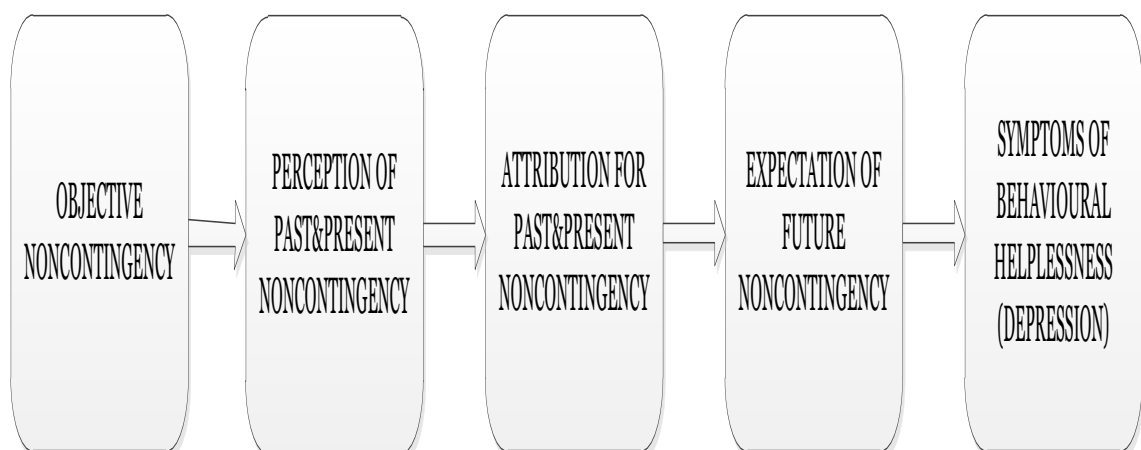 OBJECTIVE
NONCONTINGENCY
PERCEPTION OF
PAST&PRESENT
NONCONTINGENCY
ATTRIBUTION FOR
PAST&PRESENT
NONCONTINGENCY
EXPECTATION OF
FUTURE
NONCONTINGENCY
SYMPTOMS OF
BEHAVIOURAL
HELPLESSNESS
(DEPRESSION)